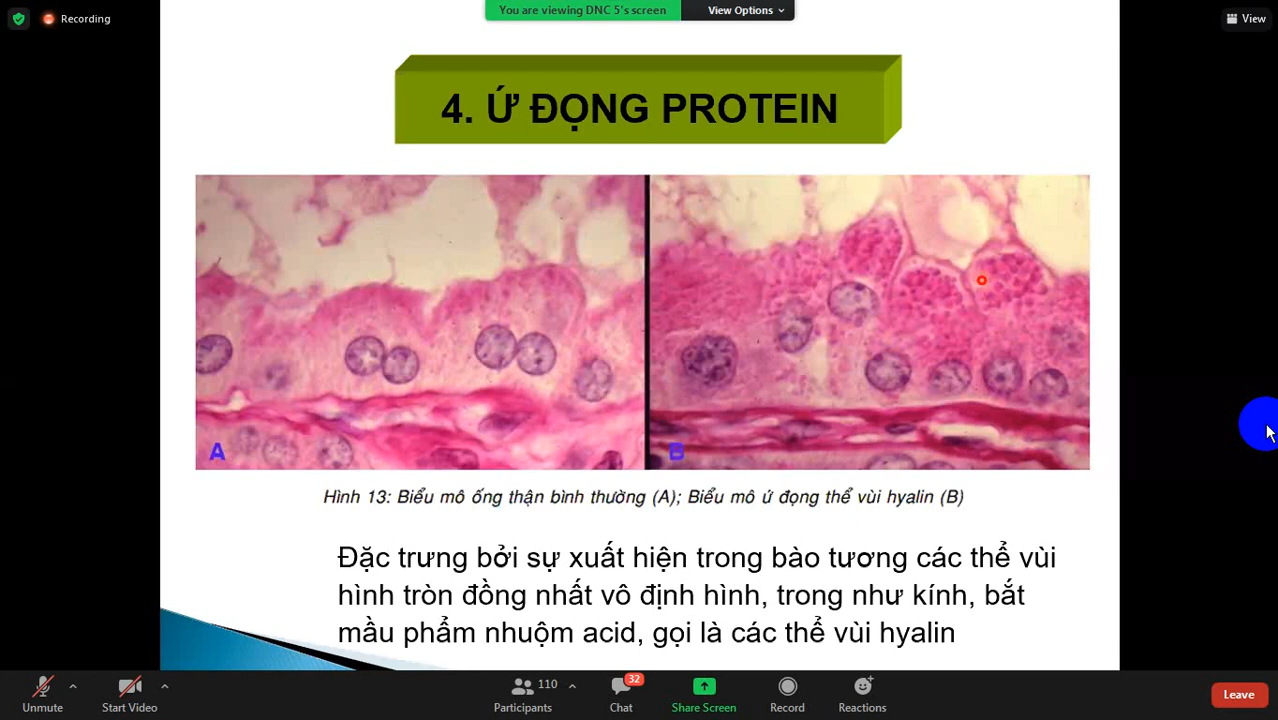 You are viewing DNC 5's screen
View Options
Recording
View
4. Ứ ĐỌNG PROTEIN
A
B
Hình 13: Biểu mô ống thận bình thường (A); Biểu mô ứ đọng thể vùi hyalin (B)
Đặc trưng bởi sự xuất hiện trong bào tương các thể vùi
hình tròn đồng nhất vô định hình, trong như kính, bắt
mầu phẩm nhuộm acid, gọi là các thể vùi hyalin
Unmute
Start Video
110
Participants
32
Chat
Share Screen
Record
Reactions
Leave